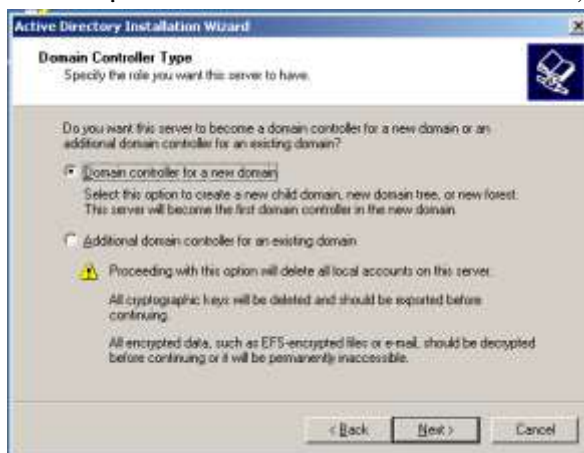 Active Directory Installation Wizard
Domain Controller Type
Specify the role you want this server to have.
Do you want this server to become a domain controller for a new domain or an
additional domain controller for an existing domain?
Domain controller for a new domain
Select this option to create a new child domain, new domain tree, or new forest.
This server will become the first domain controller in the new domain.
Additional domain controller for an existing domain
Proceeding with this option will delete all local accounts on this server.
All cryptographic keys will be deleted and should be exported before
continuing.
All encrypted data, such as EFS-encrypted files or e-mail, should be decrypted
before continuing or it will be permanently inaccessible.
< Back Next > Cancel